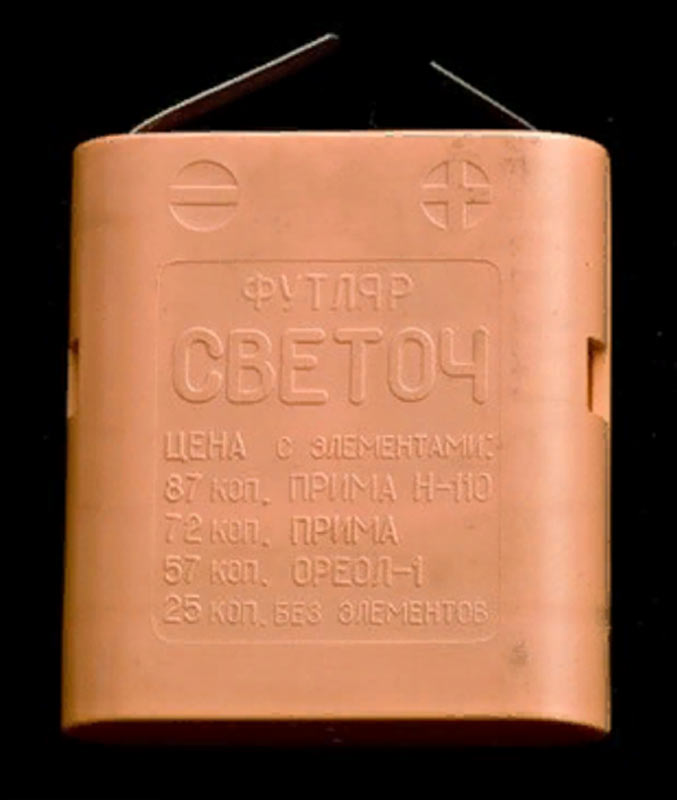 ФУТЛЯР
СВЕТОЧ
ЦЕНА С ЭЛЕМЕНТАМИ:
87 КОП. ПРИМА Н-110
72 КОП. ПРИМА
57 КОП. ОРЕОЛ-1
25 КОП. БЕЗ ЭЛЕМЕНТОВ